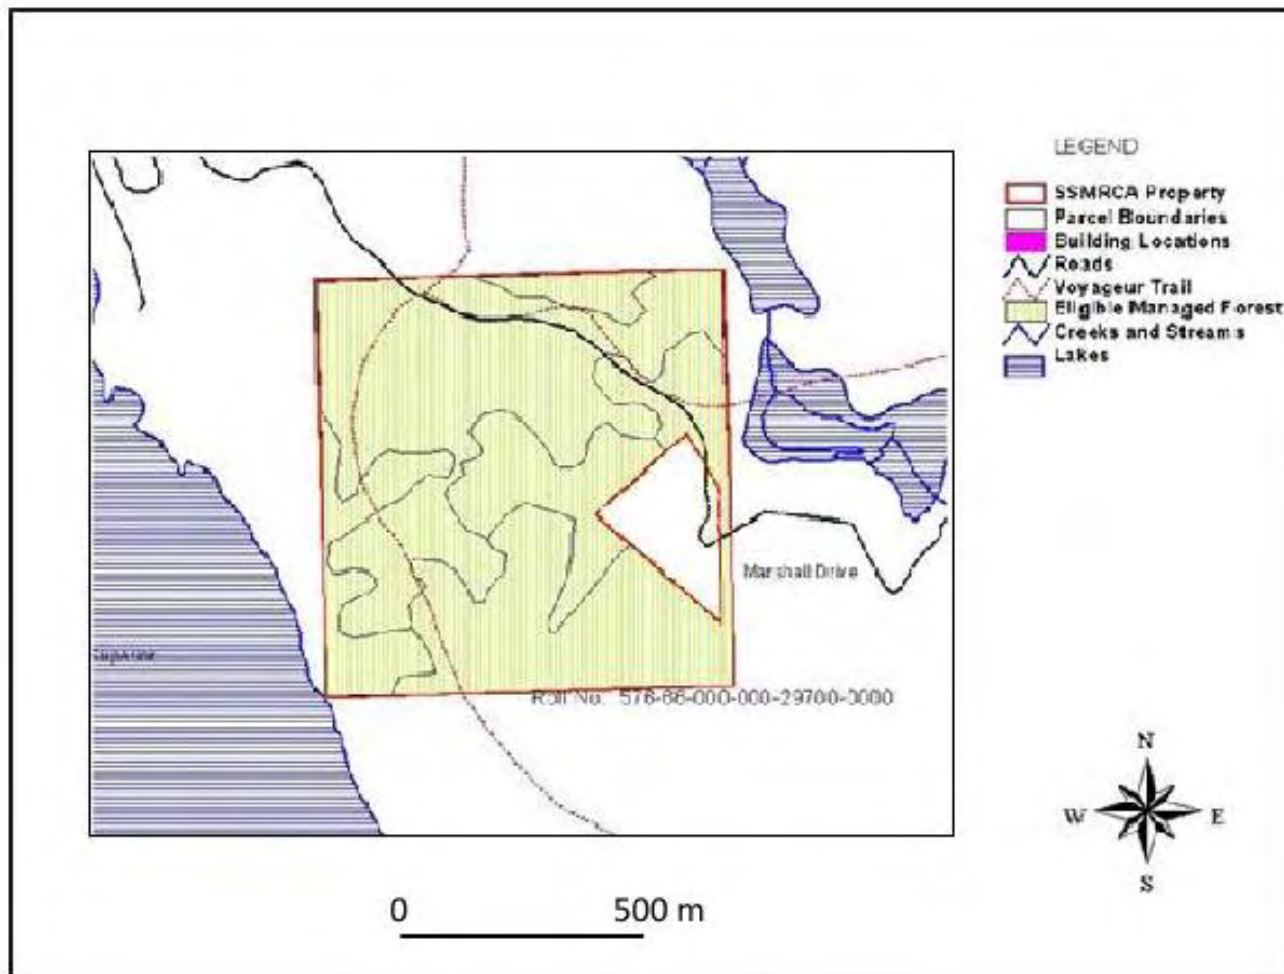 LEGEND
SSMRCA Property
Parcel Boundaries
Building Locations
Roads
Voyageur Trail
Eligible Managed Forest
Creeks and Streams
Lakes
Marshall Drive
Roll No. 576-66-000-000-29700-0000
N
W E
S
0 500 m